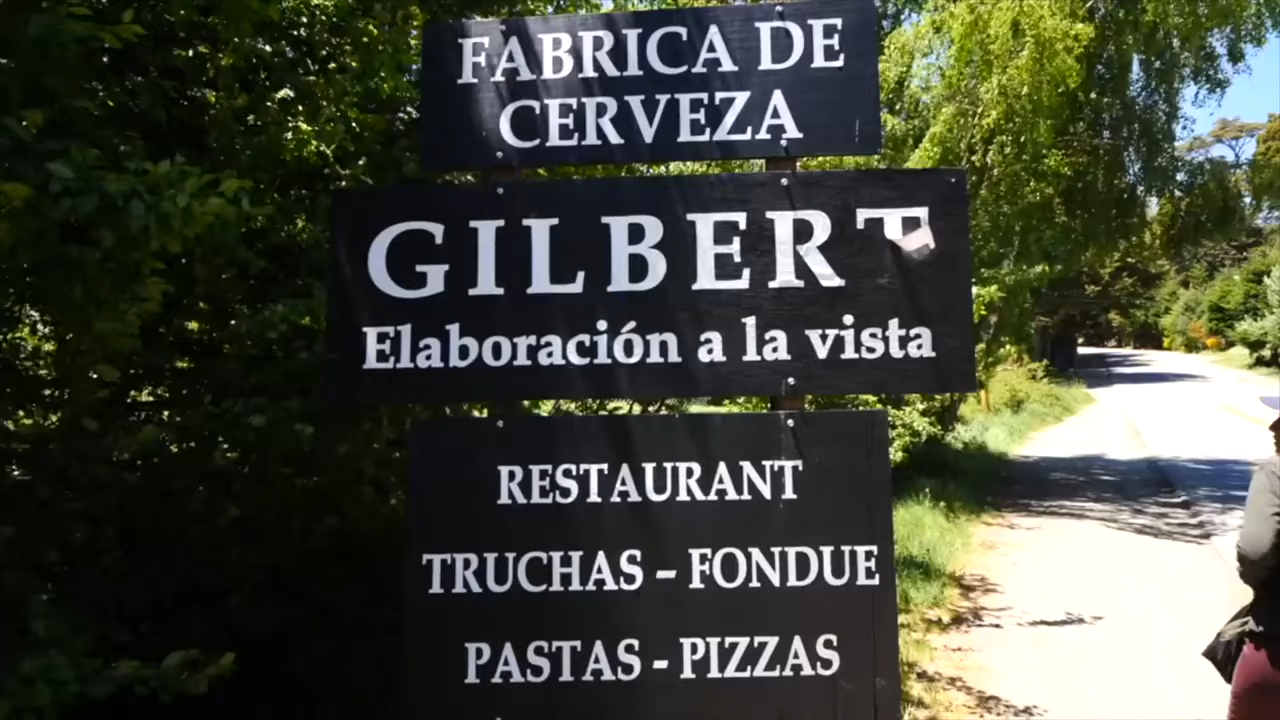 FABRICA DE
CERVEZA
GILBERT
Elaboración a la vista
RESTAURANT
TRUCHAS – FONDUE
PASTAS - PIZZAS